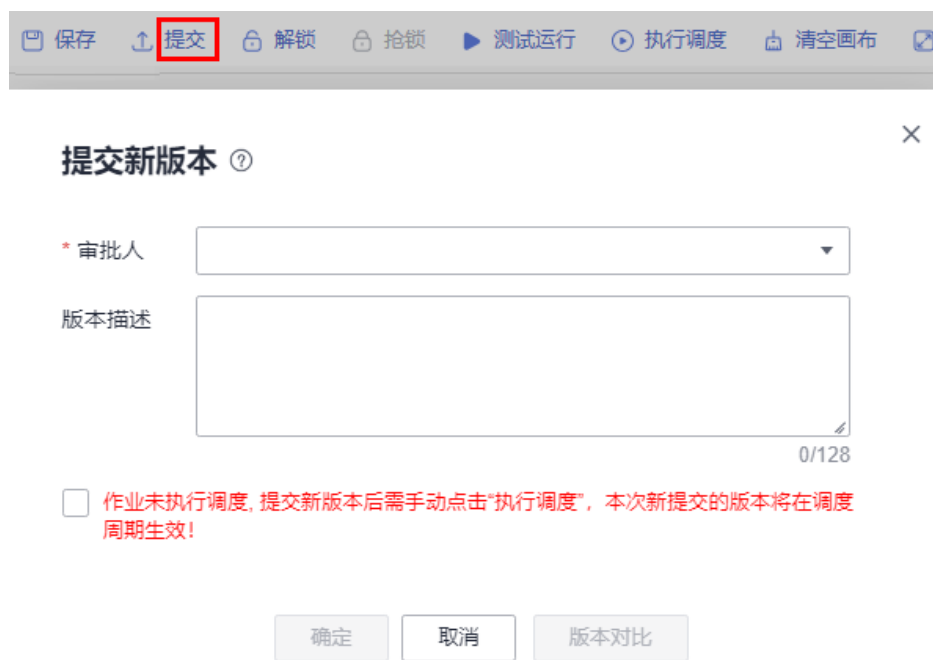 保存 提交 解锁 抢锁 测试运行 执行调度 清空画布
提交新版本
* 审批人
版本描述
0/128
作业未执行调度, 提交新版本后需手动点击“执行调度”，本次新提交的版本将在调度
周期生效!
确定 取消 版本对比